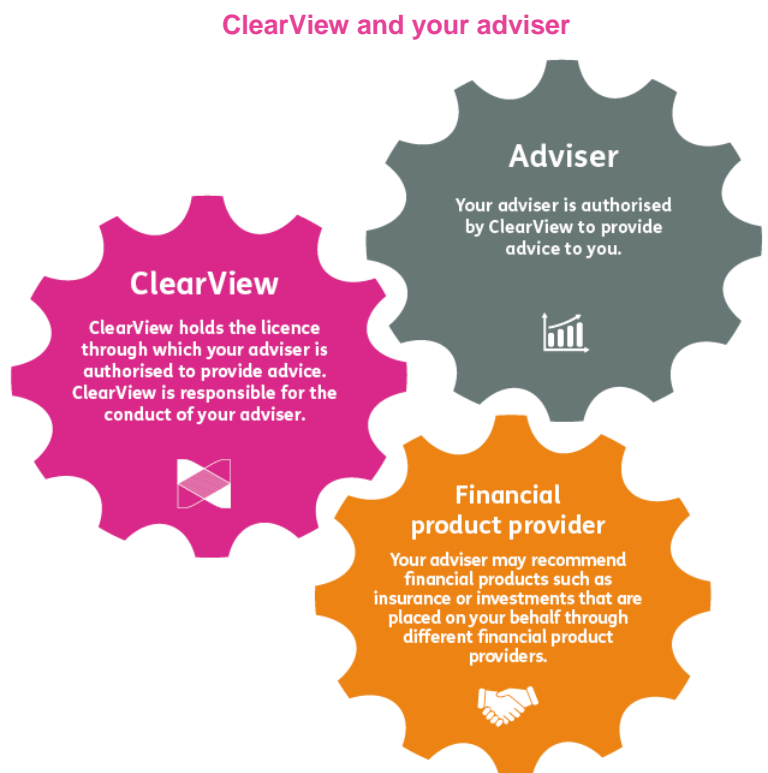 ClearView and your adviser
Adviser
Your adviser is authorised
by ClearView to provide
advice to you.
ClearView
ClearView holds the licence
through which your adviser is
authorised to provide advice.
ClearView is responsible for the
conduct of your adviser.
Financial
product provider
Your adviser may recommend
financial products such as
insurance or investments that are
placed on your behalf through
different financial product
providers.